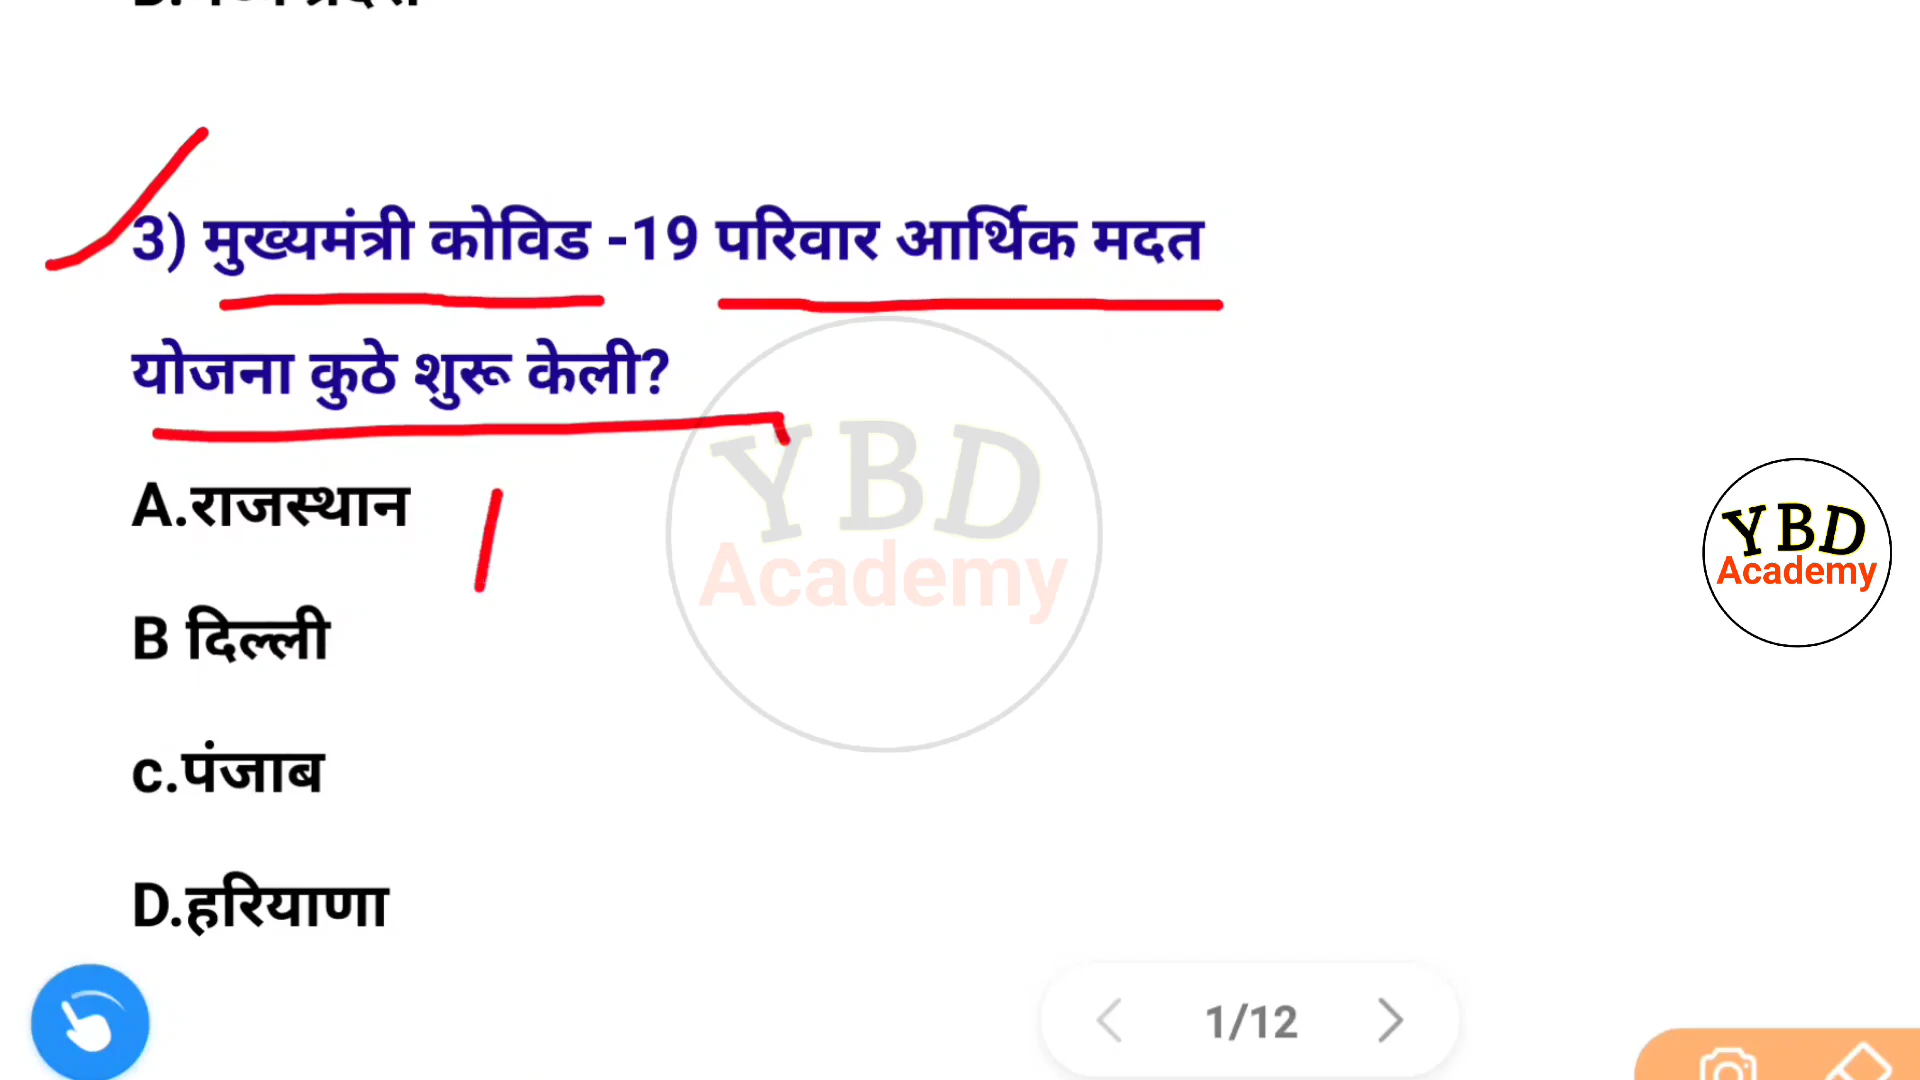 3) मुख्यमंत्री कोविड -19 परिवार आर्थिक मदत
योजना कुठे शुरू केली?
A.राजस्थान
B दिल्ली
c.पंजाब
D.हरियाणा
YBD
Academy
YBD
Academy
1/12